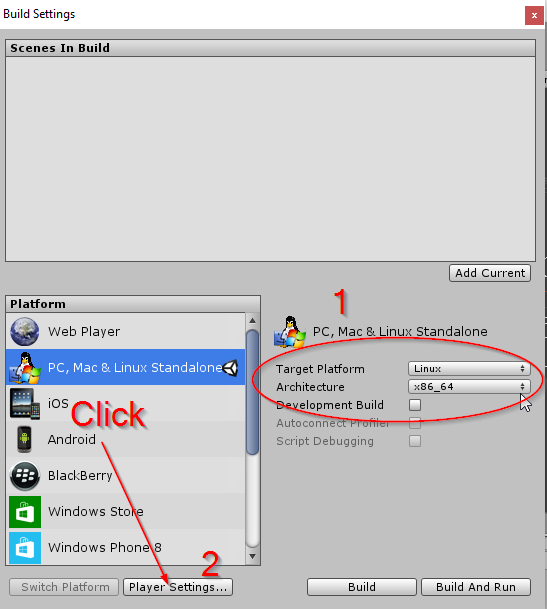 Build Settings
x
Scenes In Build
Add Current
Platform
Web Player
PC, Mac & Linux Standalone
iOS
Android
BlackBerry
Windows Store
Windows Phone 8
Click
2
Switch Platform
Player Settings...
1
PC, Mac & Linux Standalone
Target Platform Linux
Architecture x86_64
Development Build
Autoconnect Profiler
Script Debugging
Build
Build And Run